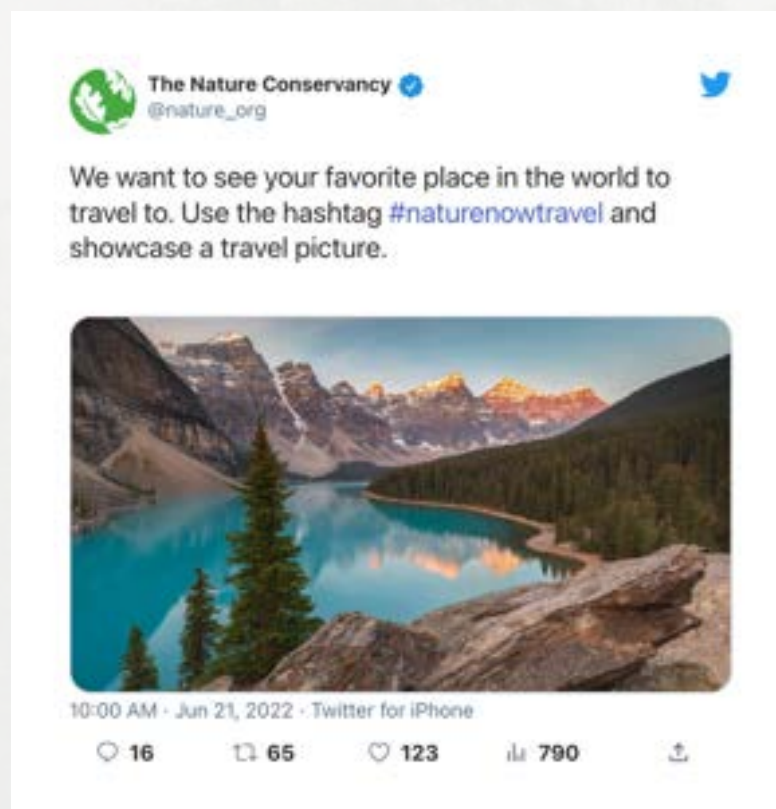 The Nature Conservancy
@nature_org
We want to see your favorite place in the world to
travel to. Use the hashtag #naturenowtravel and
showcase a travel picture.
10:00 AM · Jun 21, 2022 · Twitter for iPhone
16 65 123 790